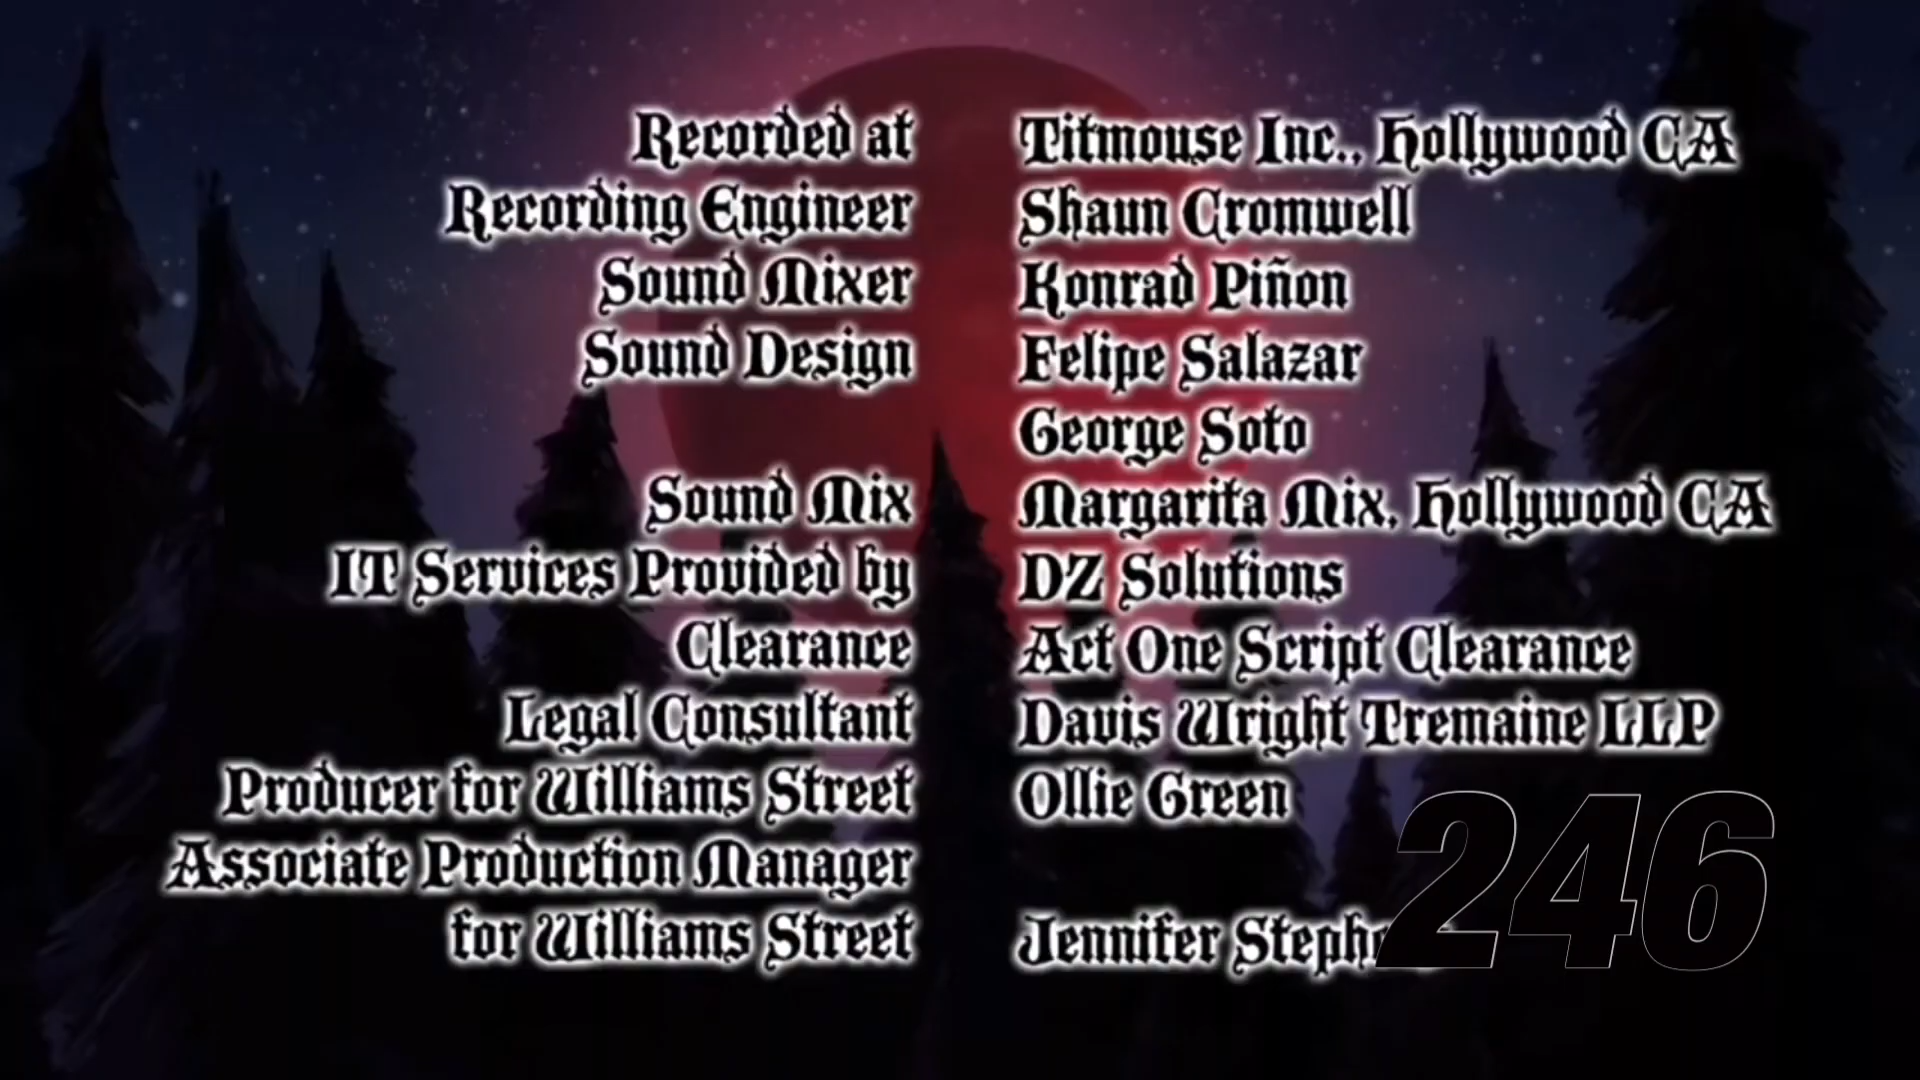 Recorded at Titmouse Inc., Hollywood CA
Recording Engineer Shaun Cromwell
Sound Mixer Konrad Piñon
Sound Design Felipe Salazar
George Soto
Sound Mix Margarita Mix, Hollywood CA
IT Services Provided by DZ Solutions
Clearance Act One Script Clearance
Legal Consultant Davis Wright Tremaine LLP
Producer for Williams Street Ollie Green
Associate Production Manager
for Williams Street Jennifer
246